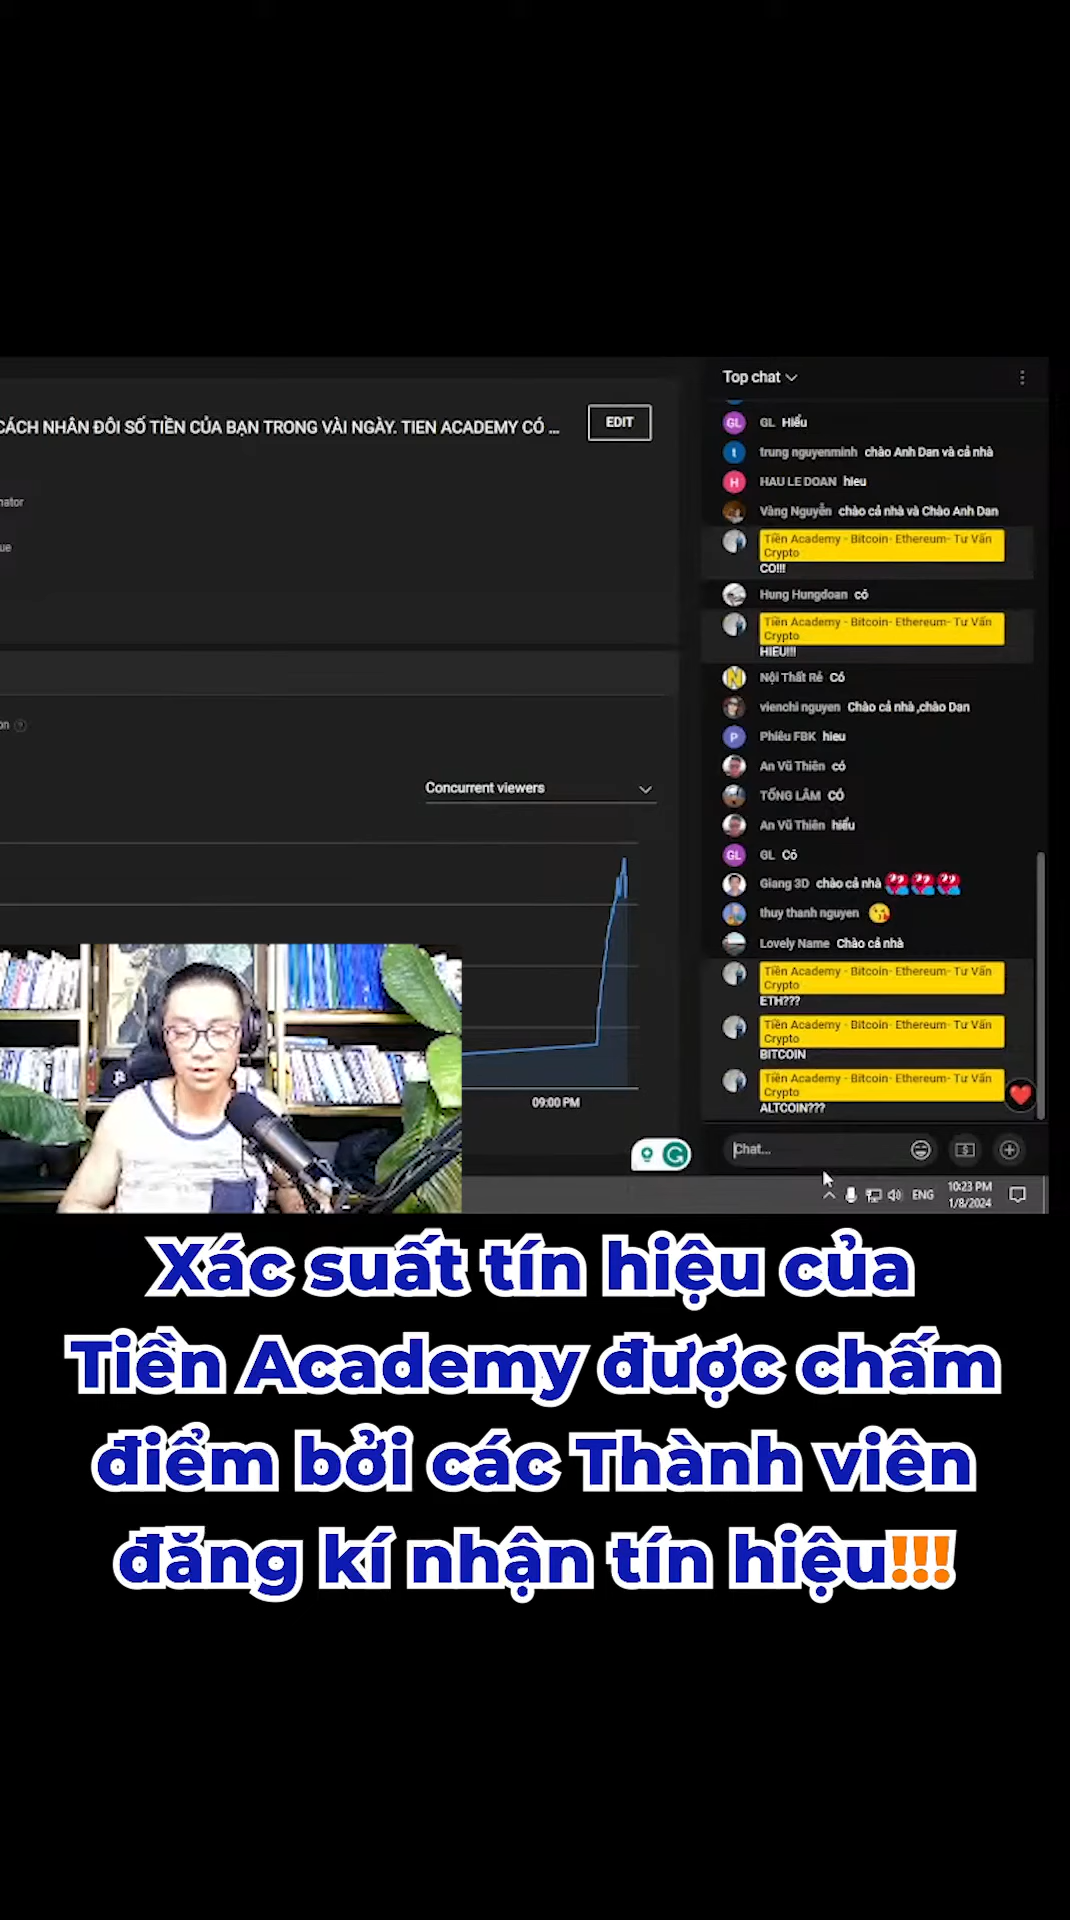 Top chat
CÁCH NHÂN ĐÔI SỐ TIỀN CỦA BẠN TRONG VÀI NGÀY. TIEN ACADEMY CÓ ...
EDIT
nator
ue
on
Concurrent viewers
09:00 PM
GL GL Hiểu
t trung nguyenminh chào Anh Dan và cả nhà
H HAU LE DOAN hieu
Vàng Nguyễn chào cả nhà và Chào Anh Dan
Tiền Academy - Bitcoin- Ethereum- Tư Vấn
Crypto
CO!!!
Hung Hungdoan có
Tiền Academy - Bitcoin- Ethereum- Tư Vấn
Crypto
HIEU!!!
N Nội Thất Rẻ Có
vienchi nguyen Chào cả nhà ,chào Dan
P Phiêu FBK hieu
An Vũ Thiên có
TỐNG LÂM CÓ
An Vũ Thiên hiểu
GL GL Có
Giang 3D chào cả nhà
thuy thanh nguyen
Lovely Name Chào cả nhà
Tiền Academy - Bitcoin- Ethereum- Tư Vấn
Crypto
ETH???
Tiền Academy - Bitcoin- Ethereum- Tư Vấn
Crypto
BITCOIN
Tiền Academy - Bitcoin- Ethereum- Tư Vấn
Crypto
ALTCOIN???
Chat...
ENG
10:23 PM
1/8/2024
Xác suất tín hiệu của
Tiền Academy được chấm
điểm bởi các Thành viên
đăng kí nhận tín hiệu!!!